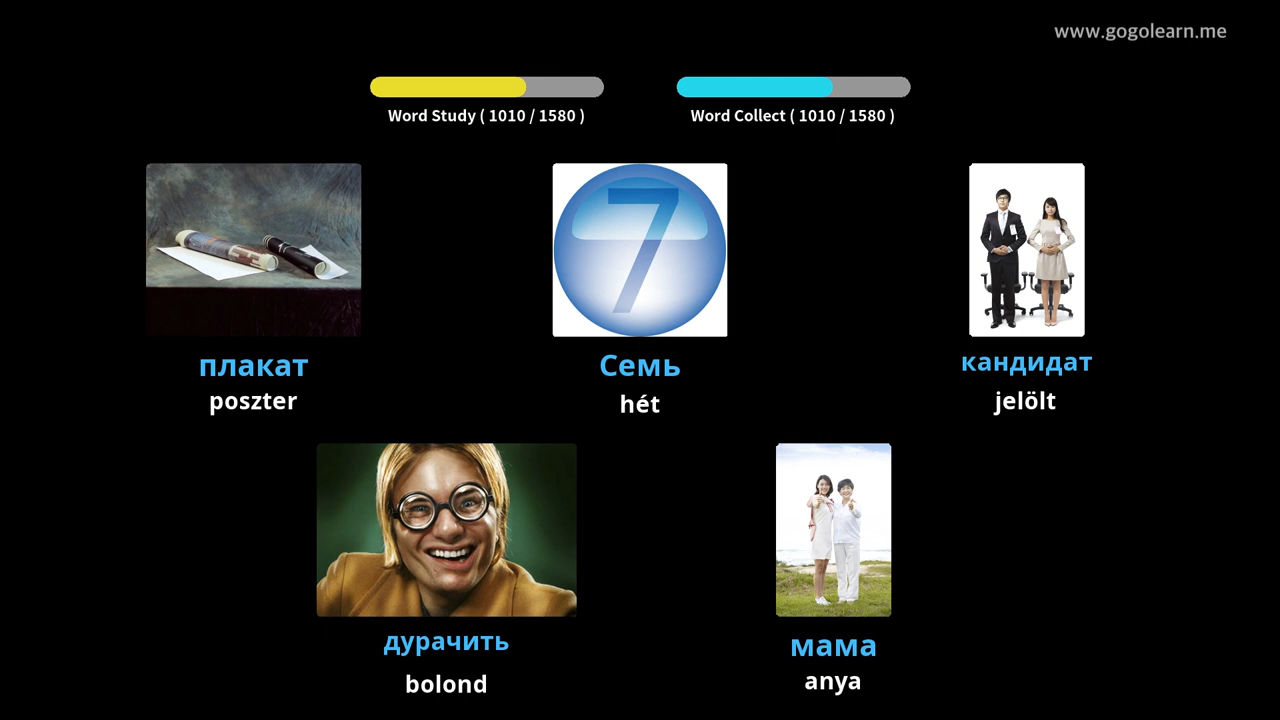 www.gogolearn.me
Word Study ( 1010 / 1580 )
Word Collect ( 1010 / 1580 )
7
плакат
poszter
Семь
hét
кандидат
jelölt
дурачить
bolond
мама
anya